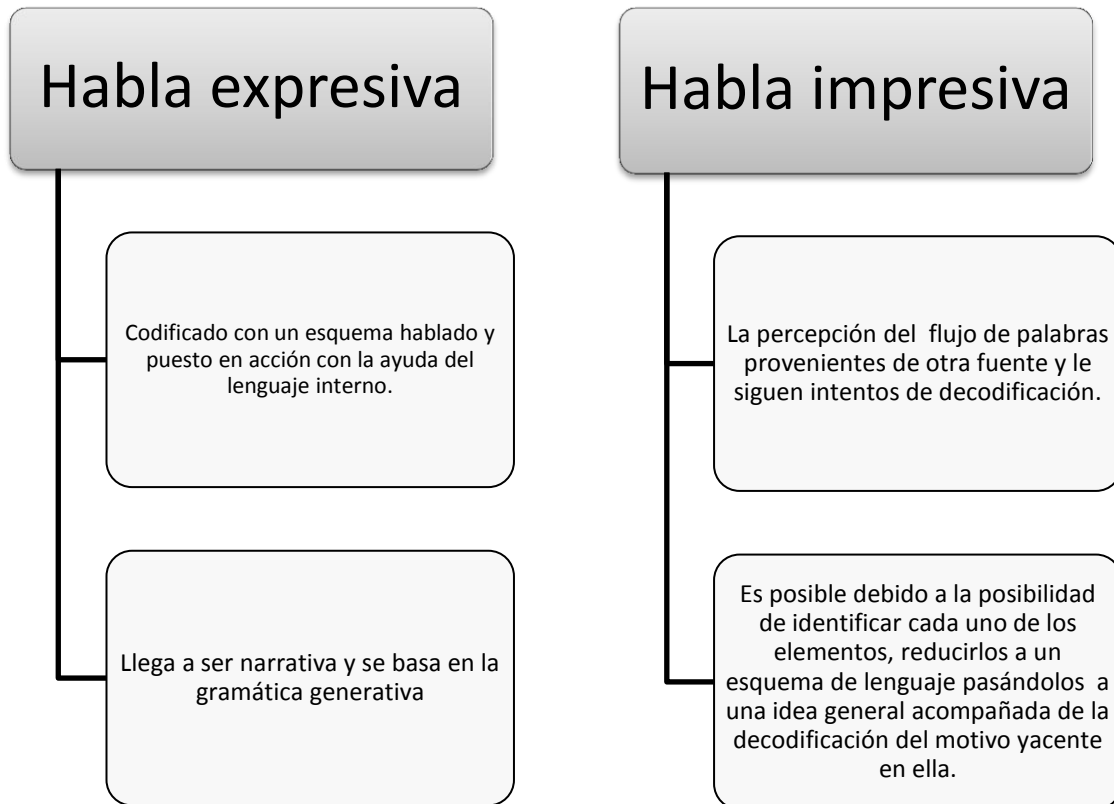 Habla expresiva
Codificado con un esquema hablado y
puesto en acción con la ayuda del
lenguaje interno.
Llega a ser narrativa y se basa en la
gramática generativa
Habla impresiva
La percepción del  flujo de palabras
provenientes de otra fuente y le
siguen intentos de decodificación.
Es posible debido a la posibilidad
de identificar cada uno de los
elementos, reducirlos a un
esquema de lenguaje pasándolos  a
una idea general acompañada de la
decodificación del motivo yacente
en ella.